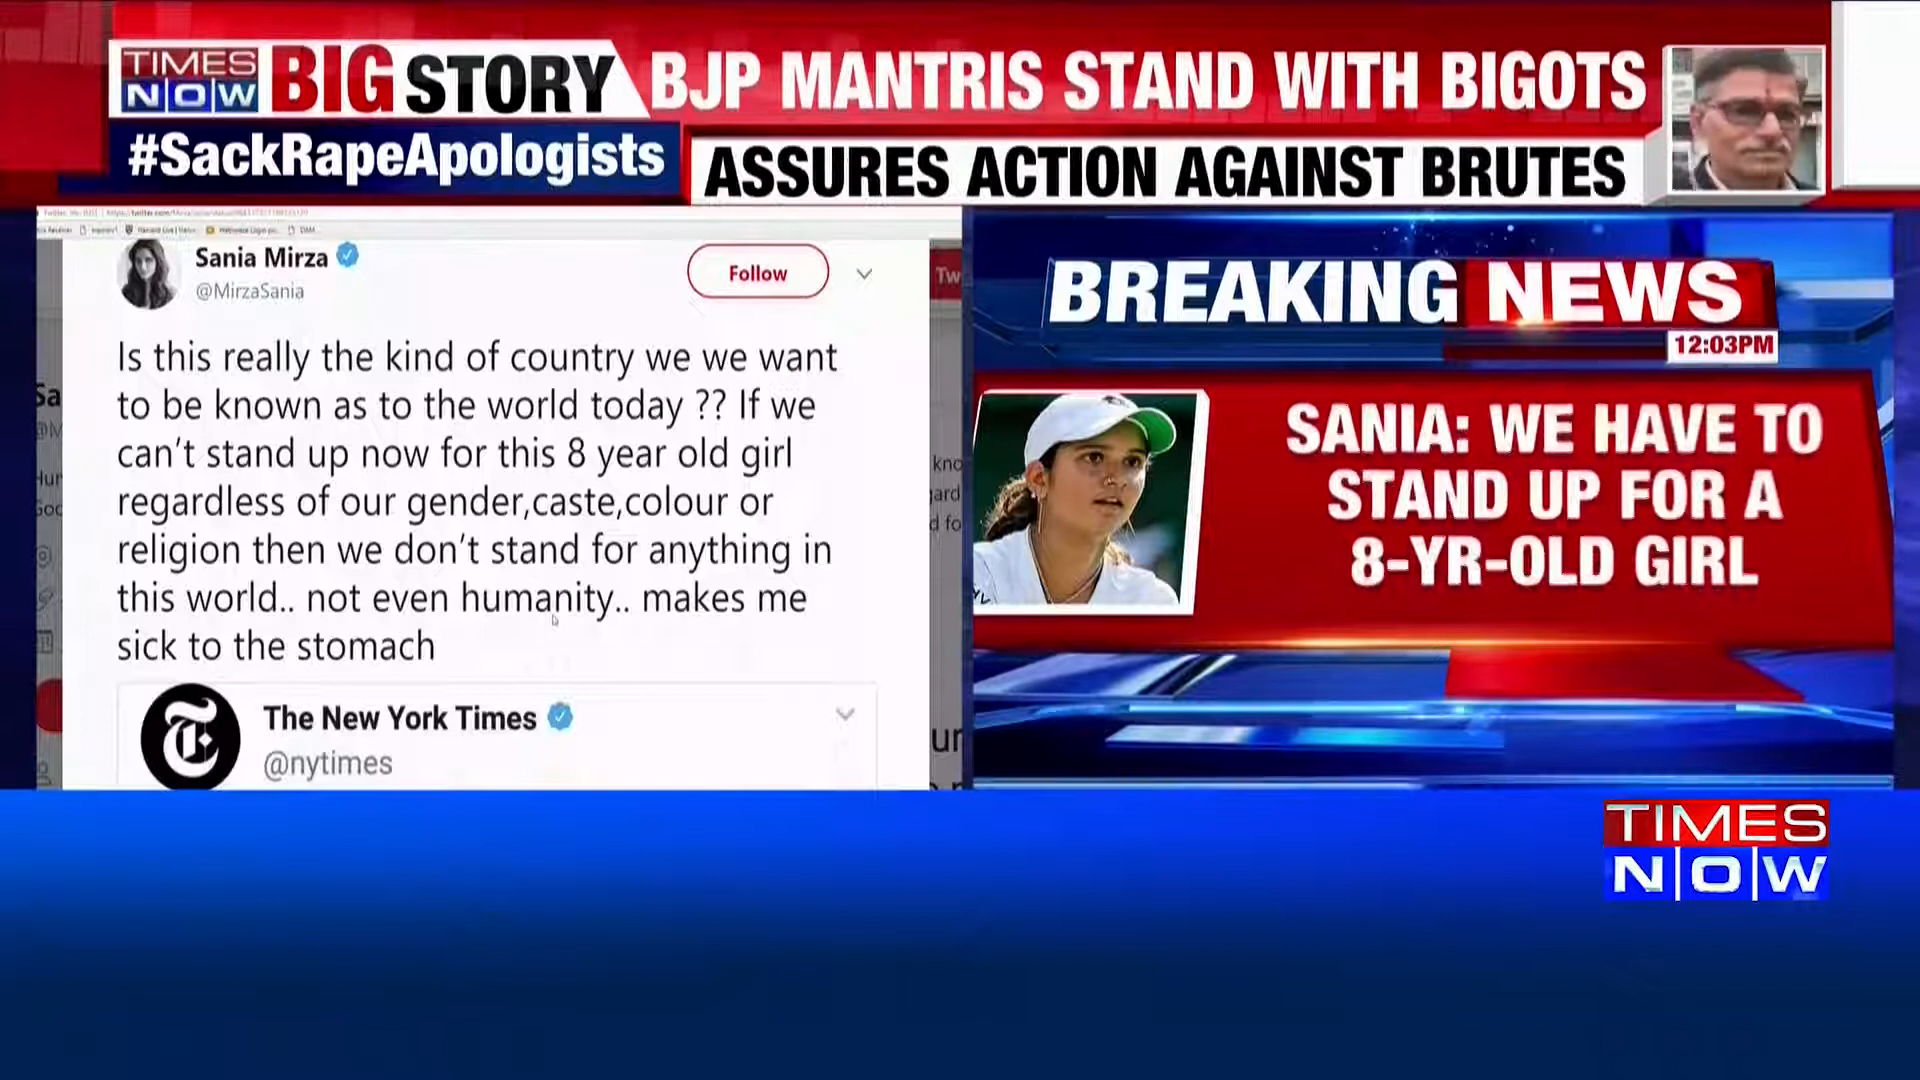 TIMES NOW BIG STORY
BJP MANTRIS STAND WITH BIGOTS
#SackRapeApologists
ASSURES ACTION AGAINST BRUTES
Sania Mirza
@MirzaSania
Follow
Is this really the kind of country we we want
to be known as to the world today ?? If we
can't stand up now for this 8 year old girl
regardless of our gender,caste,colour or
religion then we don't stand for anything in
this world.. not even humanity.. makes me
sick to the stomach
The New York Times
@nytimes
BREAKING NEWS
12:03PM
SANIA: WE HAVE TO
STAND UP FOR A
8-YR-OLD GIRL
TIMES
NOW